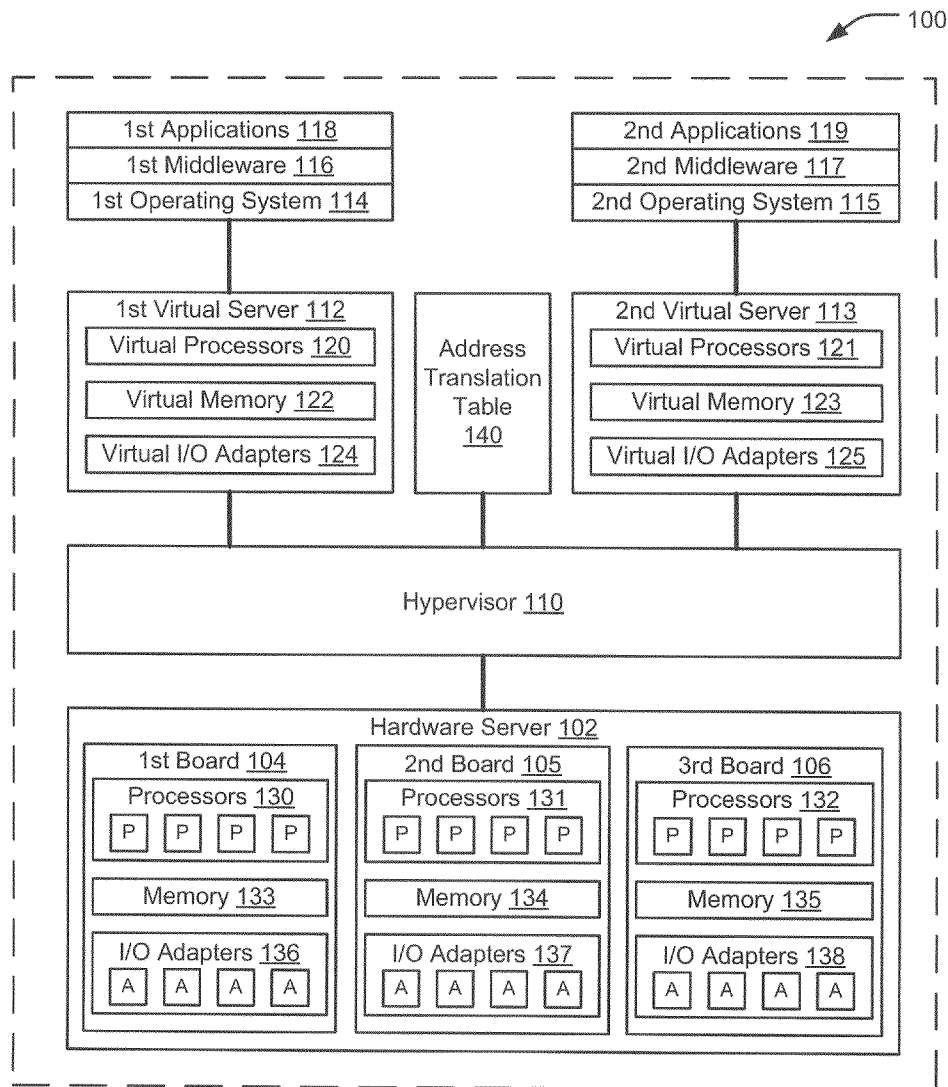 100
1st Applications 118
1st Middleware 116
1st Operating System 114
2nd Applications 119
2nd Middleware 117
2nd Operating System 115
1st Virtual Server 112
Virtual Processors 120
Virtual Memory 122
Virtual I/O Adapters 124
Address
Translation
Table
140
2nd Virtual Server 113
Virtual Processors 121
Virtual Memory 123
Virtual I/O Adapters 125
Hypervisor 110
Hardware Server 102
1st Board 104
Processors 130
P P P P
Memory 133
I/O Adapters 136
A A A A
2nd Board 105
Processors 131
P P P P
Memory 134
I/O Adapters 137
A A A A
3rd Board 106
Processors 132
P P P P
Memory 135
I/O Adapters 138
A A A A